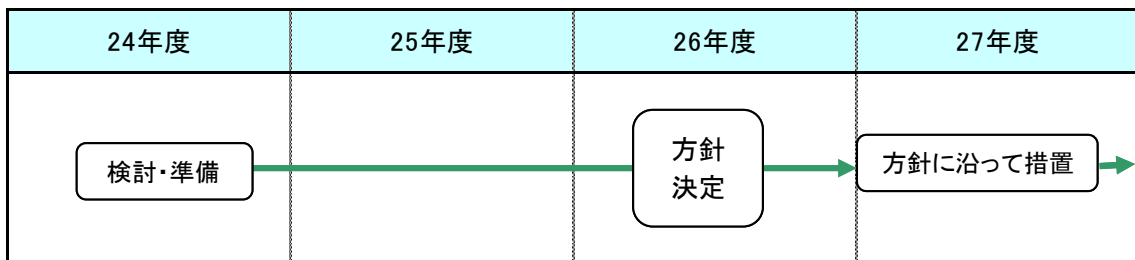 24年度
25年度
26年度
27年度
検討・準備
方針
決定
方針に沿って措置